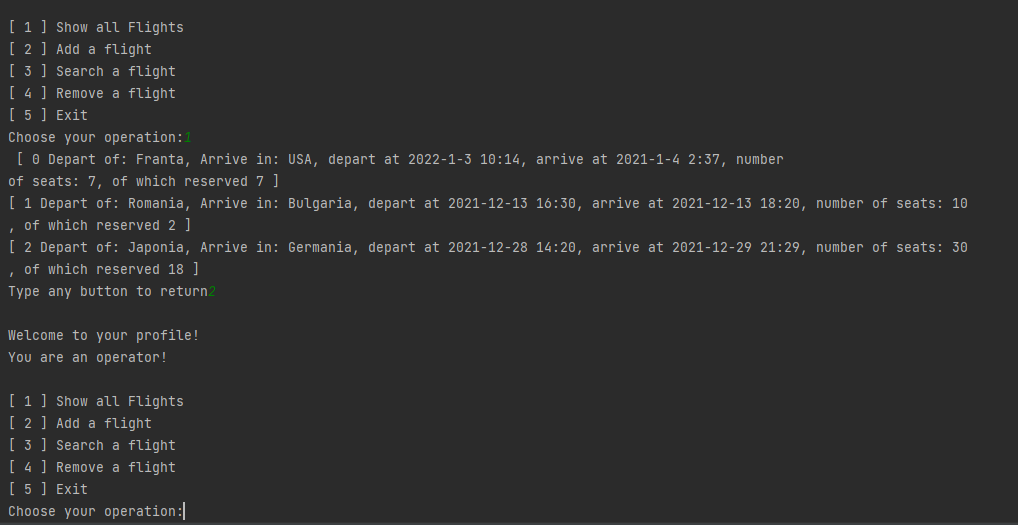 [ 1 ] Show all Flights
[ 2 ] Add a flight
[ 3 ] Search a flight
[ 4 ] Remove a flight
[ 5 ] Exit
Choose your operation:1
[ 0 Depart of: Franta, Arrive in: USA, depart at 2022-1-3 10:14, arrive at 2021-1-4 2:37, number
of seats: 7, of which reserved 7 ]
[ 1 Depart of: Romania, Arrive in: Bulgaria, depart at 2021-12-13 16:30, arrive at 2021-12-13 18:20, number of seats: 10
, of which reserved 2 ]
[ 2 Depart of: Japonia, Arrive in: Germania, depart at 2021-12-28 14:20, arrive at 2021-12-29 21:29, number of seats: 30
, of which reserved 18 ]
Type any button to return2
Welcome to your profile!
You are an operator!
[ 1 ] Show all Flights
[ 2 ] Add a flight
[ 3 ] Search a flight
[ 4 ] Remove a flight
[ 5 ] Exit
Choose your operation: